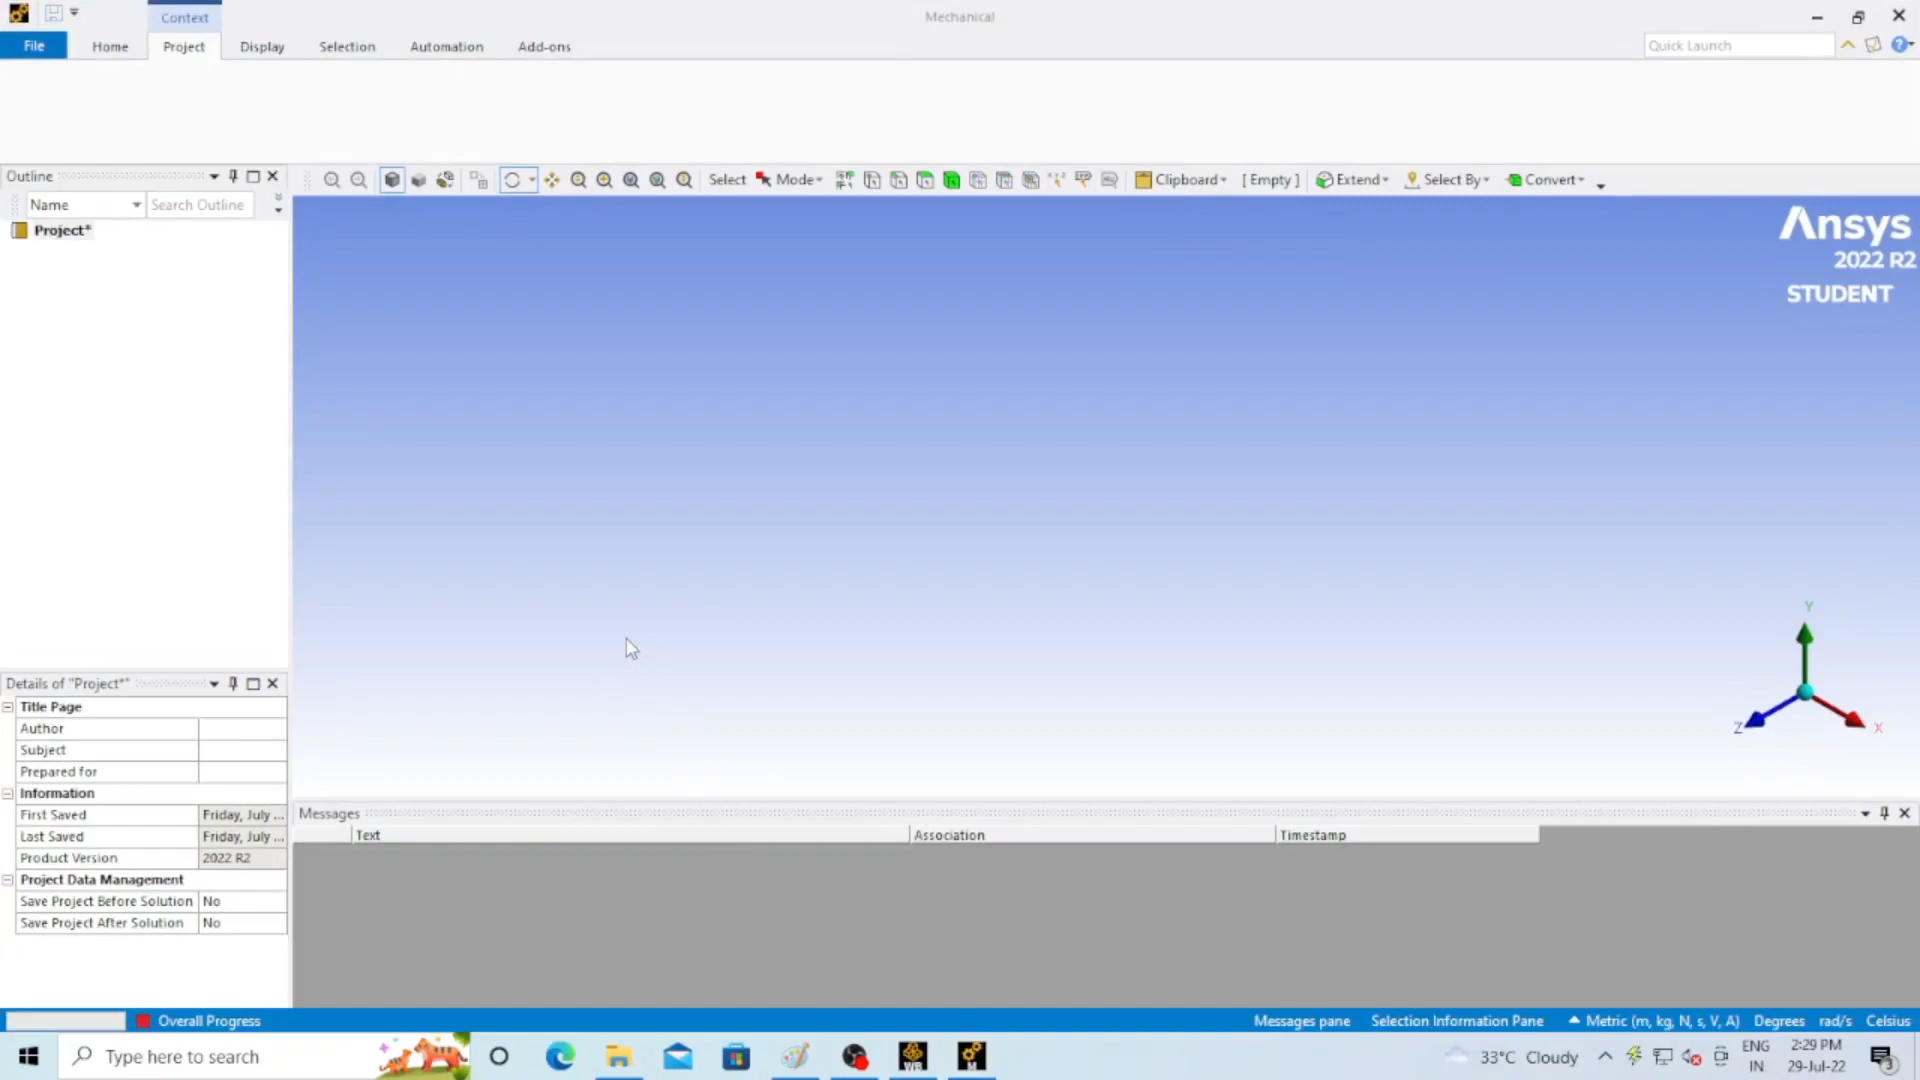 Context
Mechanical
File
Home
Project
Display
Selection
Automation
Add-ons
Quick Launch
Outline
Name
Search Outline
Project*
Select
Mode
Clipboard
[ Empty ]
Extend
Select By
Convert
Ansys
2022 R2
STUDENT
Y
Z
X
Details of "Project*"
Title Page
Author
Subject
Prepared for
Information
First Saved Friday, July ...
Last Saved Friday, July ...
Product Version 2022 R2
Project Data Management
Save Project Before Solution No
Save Project After Solution No
Messages
Text Association Timestamp
Overall Progress
Messages pane
Selection Information Pane
Metric (m, kg, N, s, V, A)
Degrees
rad/s
Celsius
Type here to search
WB
M
33°C Cloudy
ENG
IN
2:29 PM
29-Jul-22
3